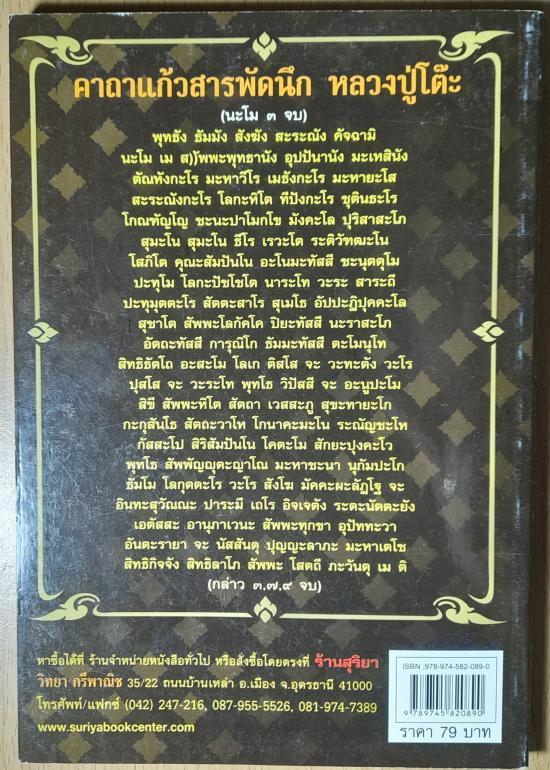 คาถาแก้วสารพัดนึก หลวงปู่โต๊ะ
(นะโม ๓ จบ)
พุทธัง ธัมมัง สังฆัง สะระณัง คัจฉามิ
นะโม เม สัพพะพุทธานัง อุปปันนานัง มะเหสินัง
ตัณหังกะโร มะหาวีโร เมธังกะโร มะหายะโส
สะระณังกะโร โลกะหิโต ทีปังกะโร ชุตินธะโร
โกณฑัญโญ ชะนะปาโมกโข มังคะโล ปุริสาสะโภ
สุมะโน สุมะโน ธีโร เรวะโต ระติวัฑฒะโน
โสภิโต คุณะสัมปันโน อะโนมะทัสสี ชะนุตตุโม
ปะทุโม โลกะปัชโชโต นาระโท วะระ สาระถี
ปะทุมุตตะโร สัตตะสาโร สุเมโธ อัปปะฏิปุคคะโล
สุชาโต สัพพะโลกัคโค ปิยะทัสสี นะราสะโภ
อัตถะทัสสี การุณิโก ธัมมะทัสสี ตะโมนุโท
สิทธิธัตโถ อะสะโม โลเก ติสโส จะ วะทะตัง วะโร
ปุสโส จะ วะระโท พุทโธ วิปัสสี จะ อะนูปะโม
สิขี สัพพะหิโต สัตถา เวสสะภู สุขะทายะโก
กะกุสันโธ สัตถะวาโห โกนาคะมะโน ระณัญชะโห
กัสสะโป สิริสัมปันโน โคตะโม สักยะปุงคะโว
พุทโธ สัพพัญญุตะญาโณ มะหาชะนา นุกัมปะโก
ธัมโม โลกุตตะโร วะโร สังโฆ มัคคะผะลัฏโฐ จะ
อินทะสุวัณณะ ปาระมี เถโร อิจเจตัง ระตะนัตตะยัง
เอตัสสะ อานุภาเวนะ สัพพะทุกขา อุปัททะวา
อันตะรายา จะ นัสสันตุ ปุญญะลาภะ มะหาเตโช
สิทธิกิจจัง สิทธิลาโภ สัพพะ โสตถี ภะวันตุ เม ติ
(กล่าว ๓,๗,๙ จบ)
หาซื้อได้ที่ ร้านจำหน่ายหนังสือทั่วไป หรือสั่งซื้อโดยตรงที่ ร้านสุริยา
วิทยา ศรีพาณิช 35/22 ถนนบ้านเหล่า อ.เมือง จ.อุดรธานี 41000
โทรศัพท์/แฟกซ์ (042) 247-216, 087-955-5526, 081-974-7389
www.suriyabookcenter.com
ISBN :978-974-582-089-0
9 789745 820890
ราคา 79 บาท